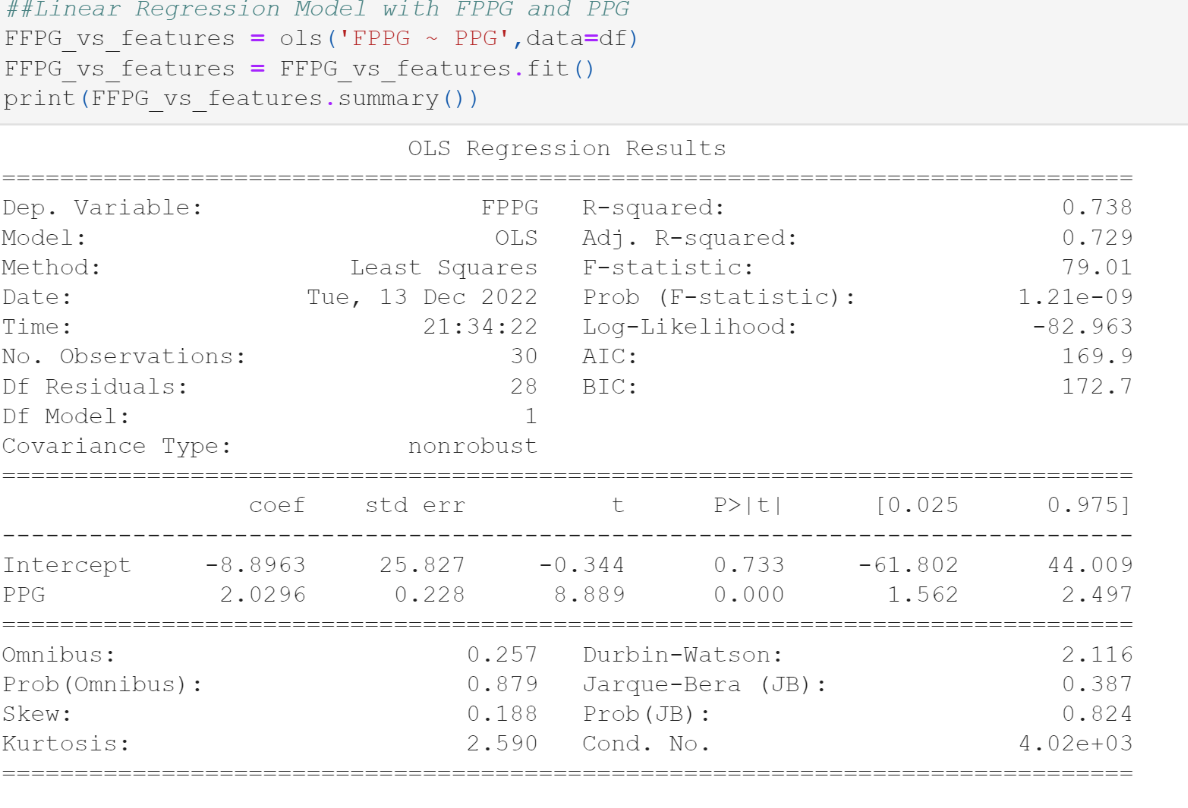 ##Linear Regression Model with FPPG and PPG
FFPG_vs_features = ols('FPPG ~ PPG',data=df)
FFPG_vs_features = FFPG_vs_features.fit()
print(FFPG_vs_features.summary())
OLS Regression Results
==============================================================================
Dep. Variable: FPPG R-squared: 0.738
Model: OLS Adj. R-squared: 0.729
Method: Least Squares F-statistic: 79.01
Date: Tue, 13 Dec 2022 Prob (F-statistic): 1.21e-09
Time: 21:34:22 Log-Likelihood: -82.963
No. Observations: 30 AIC: 169.9
Df Residuals: 28 BIC: 172.7
Df Model: 1
Covariance Type: nonrobust
==============================================================================
coef std err t P>|t| [0.025 0.975]
------------------------------------------------------------------------------
Intercept -8.8963 25.827 -0.344 0.733 -61.802 44.009
PPG 2.0296 0.228 8.889 0.000 1.562 2.497
==============================================================================
Omnibus: 0.257 Durbin-Watson: 2.116
Prob(Omnibus): 0.879 Jarque-Bera (JB): 0.387
Skew: 0.188 Prob(JB): 0.824
Kurtosis: 2.590 Cond. No. 4.02e+03
==============================================================================